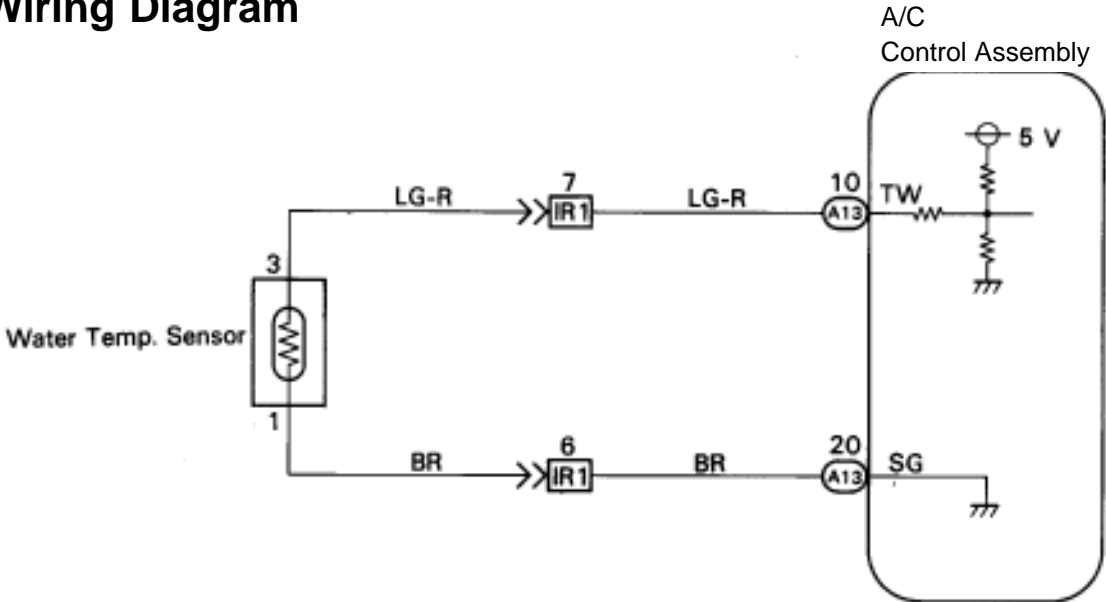 Wiring Diagram
A/C
Control Assembly
5 V
LG-R
7
IR1
LG-R
10
A13
TW
3
Water Temp. Sensor
1
BR
6
IR1
BR
20
A13
SG